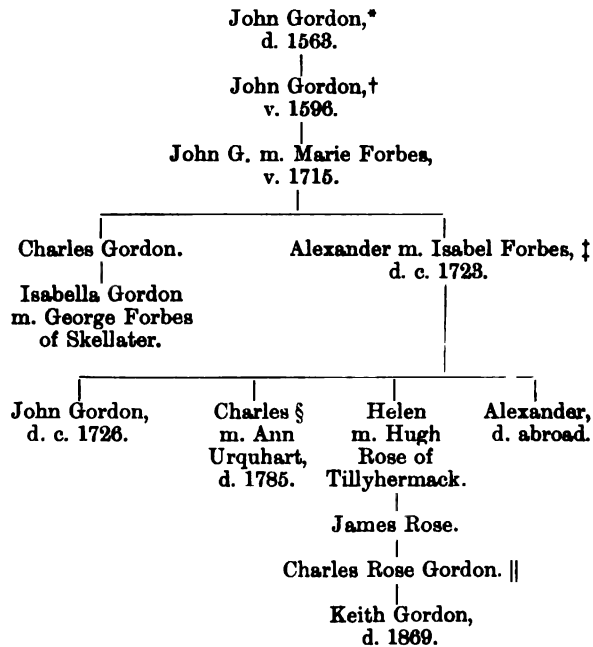 John Gordon,*
d. 1563.
John Gordon,†
v. 1596.
John G. m. Marie Forbes,
v. 1715.
Charles Gordon.
Isabella Gordon
m. George Forbes
of Skellater.
Alexander m. Isabel Forbes, ‡
d. c. 1723.
John Gordon,
d. c. 1726.
Charles §
m. Ann
Urquhart,
d. 1785.
Helen
m. Hugh
Rose of
Tillyhermack.
James Rose.
Charles Rose Gordon. ||
Keith Gordon,
d. 1869.
Alexander,
d. abroad.